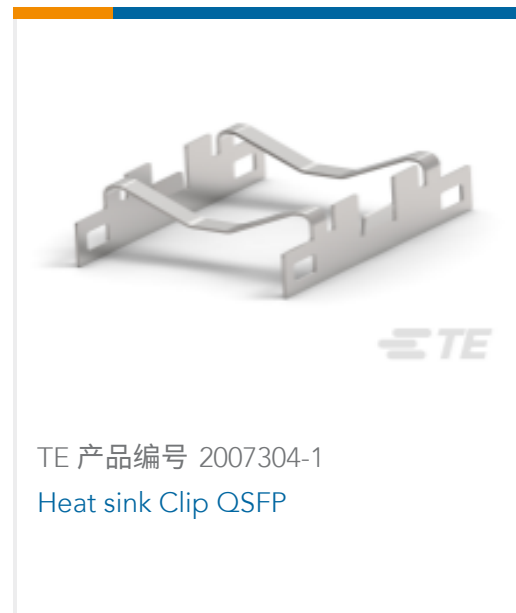 TE
TE 产品编号 2007304-1
Heat sink Clip QSFP